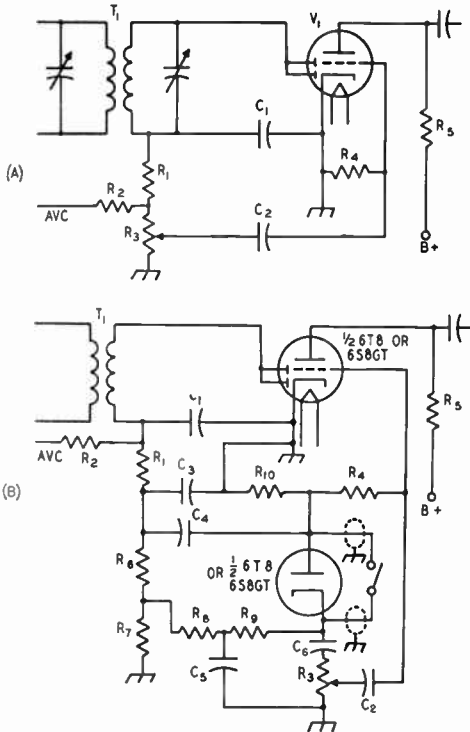 T1
V1
C1
R5
R4
(A)
R1
R2
AVC
R3
C2
B+
T1
½ 6T8 OR
6S8GT
C1
R5
R2
AVC
R1
C3
R10
R4
B+
(B)
C4
OR ½ 6T8
6S8GT
R6
R8
R9
R7
C6
C5
R3
C2